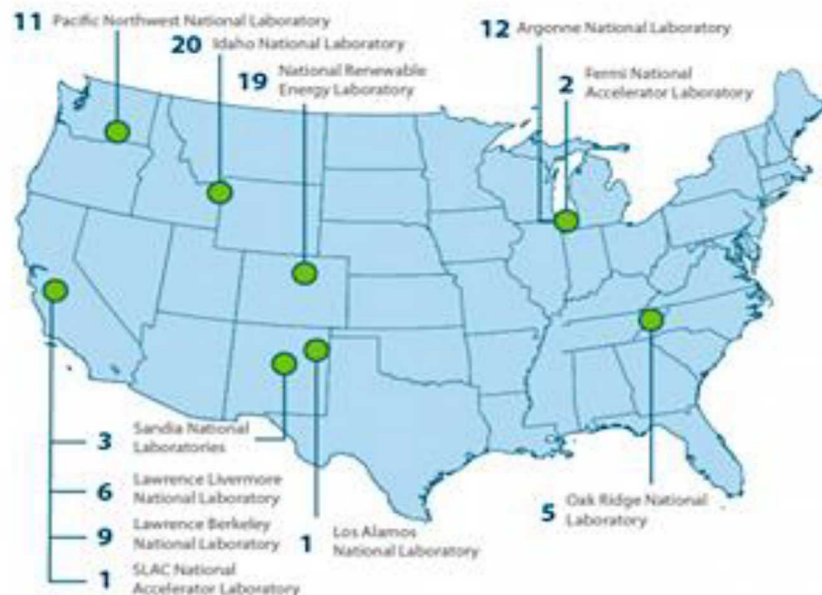 11 Pacific Northwest National Laboratory
20 Idaho National Laboratory
19 National Renewable
Energy Laboratory
12 Argonne National Laboratory
2 Fermi National
Accelerator Laboratory
3 Sandia National
Laboratories
6 Lawrence Livermore
National Laboratory
9 Lawrence Berkeley
National Laboratory
1 SLAC National
Accelerator Laboratory
1 Los Alamos
National Laboratory
5 Oak Ridge National
Laboratory